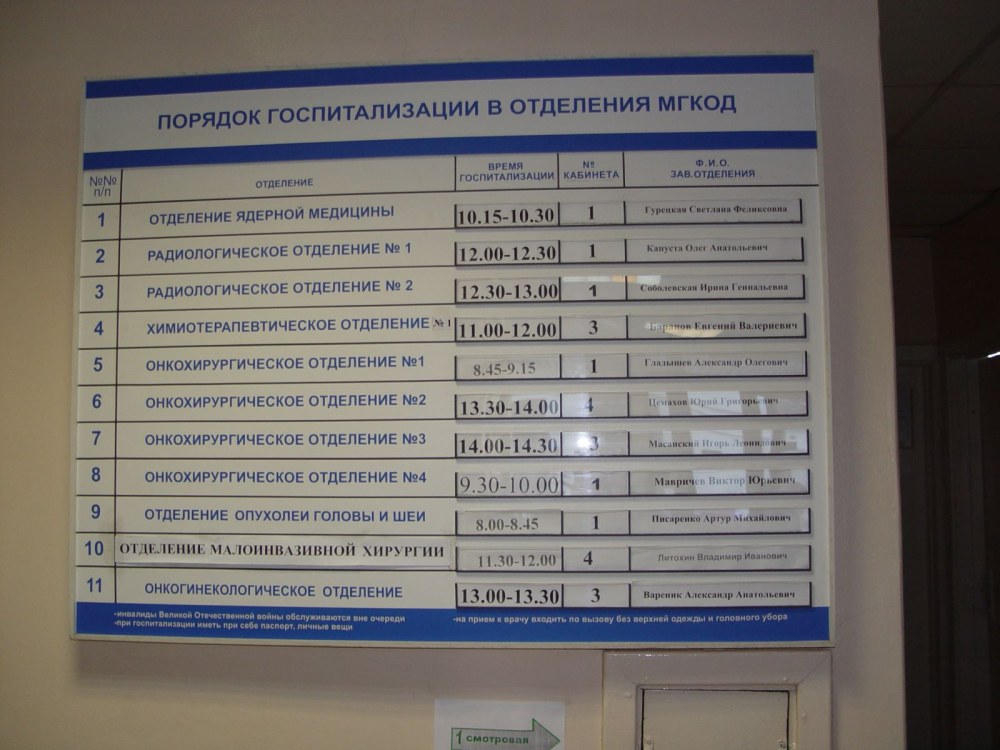 ПОРЯДОК ГОСПИТАЛИЗАЦИИ В ОТДЕЛЕНИЯ МГКОД
№№ п/п ОТДЕЛЕНИЕ ВРЕМЯ ГОСПИТАЛИЗАЦИИ № КАБИНЕТА Ф.И.О. ЗАВ.ОТДЕЛЕНИЯ
1 ОТДЕЛЕНИЕ ЯДЕРНОЙ МЕДИЦИНЫ 10.15-10.30 1 Гурецкая Светлана Феликсовна
2 РАДИОЛОГИЧЕСКОЕ ОТДЕЛЕНИЕ № 1 12.00-12.30 1 Капуста Олег Анатольевич
3 РАДИОЛОГИЧЕСКОЕ ОТДЕЛЕНИЕ № 2 12.30-13.00 1 Соболевская Ирина Геннальевна
4 ХИМИОТЕРАПЕВТИЧЕСКОЕ ОТДЕЛЕНИЕ № 1 11.00-12.00 3 Евгений Валериевич
5 ОНКОХИРУРГИЧЕСКОЕ ОТДЕЛЕНИЕ №1 8.45-9.15 1 Гладышев Александр Олегович
6 ОНКОХИРУРГИЧЕСКОЕ ОТДЕЛЕНИЕ №2 13.30-14.00 4 Цемахов Юрий Григорьевич
7 ОНКОХИРУРГИЧЕСКОЕ ОТДЕЛЕНИЕ №3 14.00-14.30 3 Масанский Игорь Леонидович
8 ОНКОХИРУРГИЧЕСКОЕ ОТДЕЛЕНИЕ №4 9.30-10.00 1 Мавричев Виктор Юрьевич
9 ОТДЕЛЕНИЕ ОПУХОЛЕЙ ГОЛОВЫ И ШЕИ 8.00-8.45 1 Писаренко Артур Михайлович
10 ОТДЕЛЕНИЕ МАЛОИНВАЗИВНОЙ ХИРУРГИИ 11.30-12.00 4 Литохин Владимир Иванович
11 ОНКОГИНЕКОЛОГИЧЕСКОЕ ОТДЕЛЕНИЕ 13.00-13.30 3 Вареник Александр Анатольевич
-инвалиды Великой Отечественной войны обслуживаются вне очереди
-при госпитализации иметь при себе паспорт, личные вещи
-на прием к врачу входить по вызову без верхней одежды и головного убора
1 смотровая